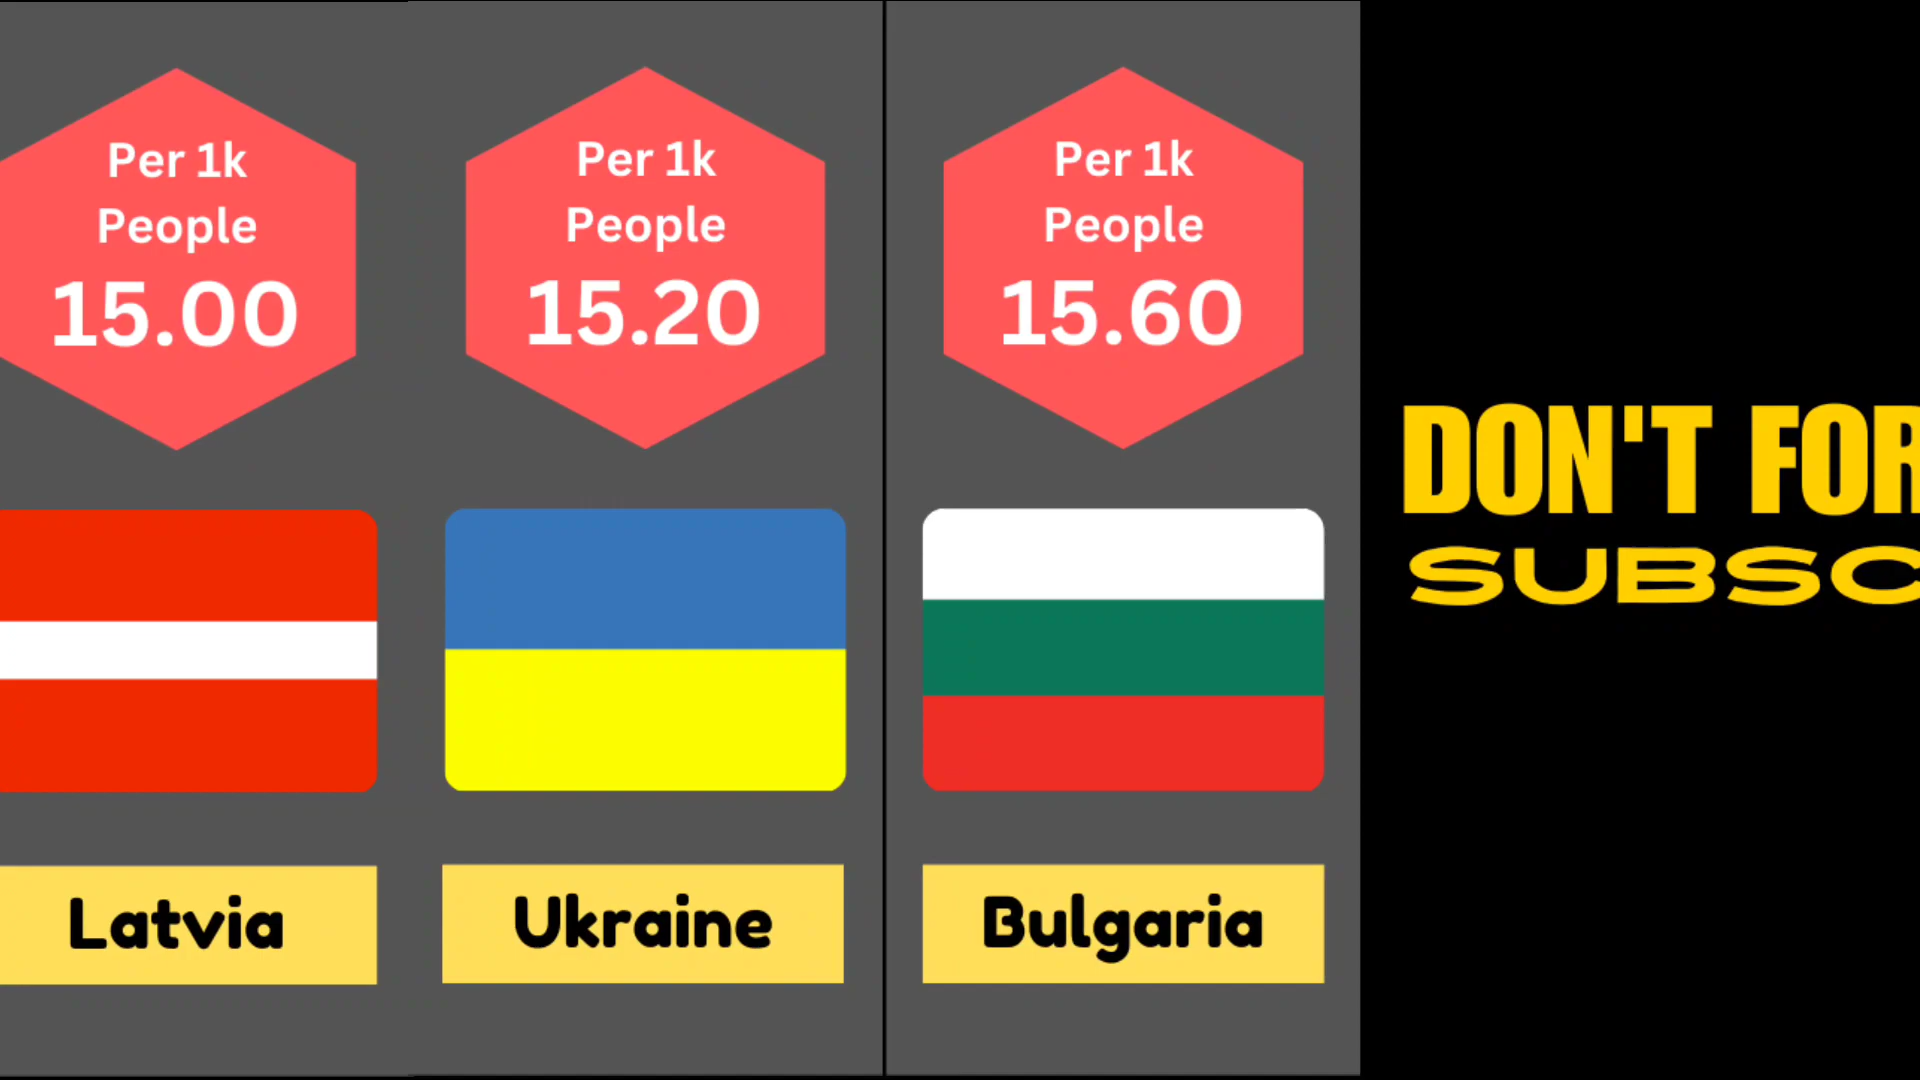 Per 1k
People
15.00
Latvia
Per 1k
People
15.20
Ukraine
Per 1k
People
15.60
Bulgaria
DON'T FOR
SUBSC